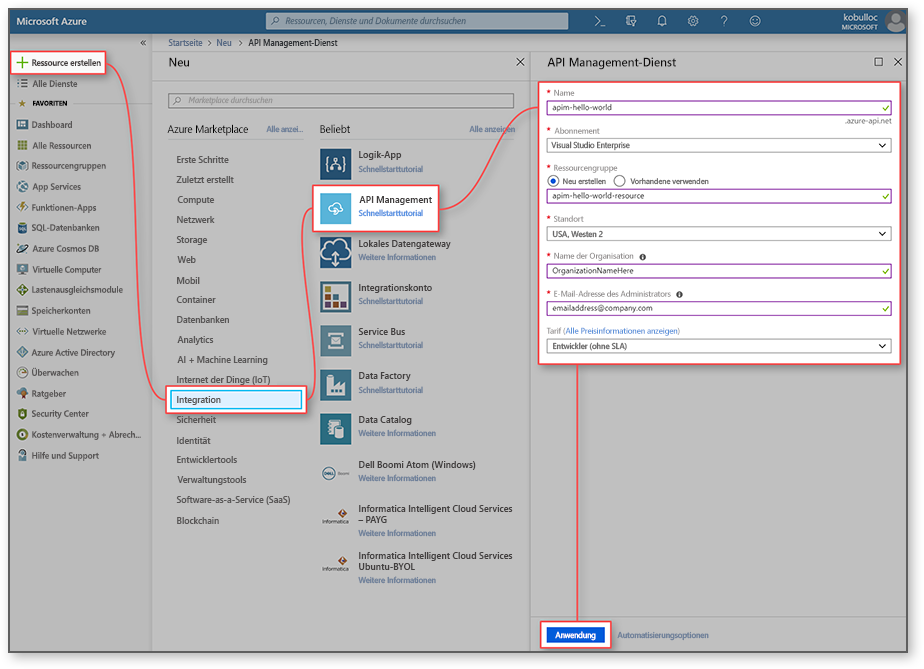 Microsoft Azure
Ressourcen, Dienste und Dokumente durchsuchen
kobulloc
MICROSOFT
Ressource erstellen
Alle Dienste
FAVORITEN
Dashboard
Alle Ressourcen
Ressourcengruppen
App Services
Funktionen-Apps
SQL-Datenbanken
Azure Cosmos DB
Virtuelle Computer
Lastenausgleichsmodule
Speicherkonten
Virtuelle Netzwerke
Azure Active Directory
Überwachen
Ratgeber
Security Center
Kostenverwaltung + Abrech...
Hilfe und Support
Startseite > Neu > API Management-Dienst
Neu
Marketplace durchsuchen
Azure Marketplace Alle anzei...
Erste Schritte
Zuletzt erstellt
Compute
Netzwerk
Storage
Web
Mobil
Container
Datenbanken
Analytics
AI + Machine Learning
Internet der Dinge (IoT)
Integration
Sicherheit
Identität
Entwicklertools
Verwaltungstools
Software-as-a-Service (SaaS)
Blockchain
Beliebt Alle anzeigen
Logik-App
Schnellstarttutorial
API Management
Schnellstarttutorial
Lokales Datengateway
Weitere Informationen
Integrationskonto
Schnellstarttutorial
Service Bus
Schnellstarttutorial
Data Factory
Schnellstarttutorial
Data Catalog
Weitere Informationen
DELL Boomi
Dell Boomi Atom (Windows)
Weitere Informationen
Informatica
Informatica Intelligent Cloud Services
– PAYG
Weitere Informationen
Informatica
Informatica Intelligent Cloud Services
Ubuntu-BYOL
Weitere Informationen
API Management-Dienst
* Name
apim-hello-world
.azure-api.net
* Abonnement
Visual Studio Enterprise
* Ressourcengruppe
Neu erstellen Vorhandene verwenden
apim-hello-world-resource
* Standort
USA, Westen 2
* Name der Organisation
OrganizationNameHere
* E-Mail-Adresse des Administrators
emailaddress@company.com
Tarif (Alle Preisinformationen anzeigen)
Entwickler (ohne SLA)
Anwendung Automatisierungsoptionen